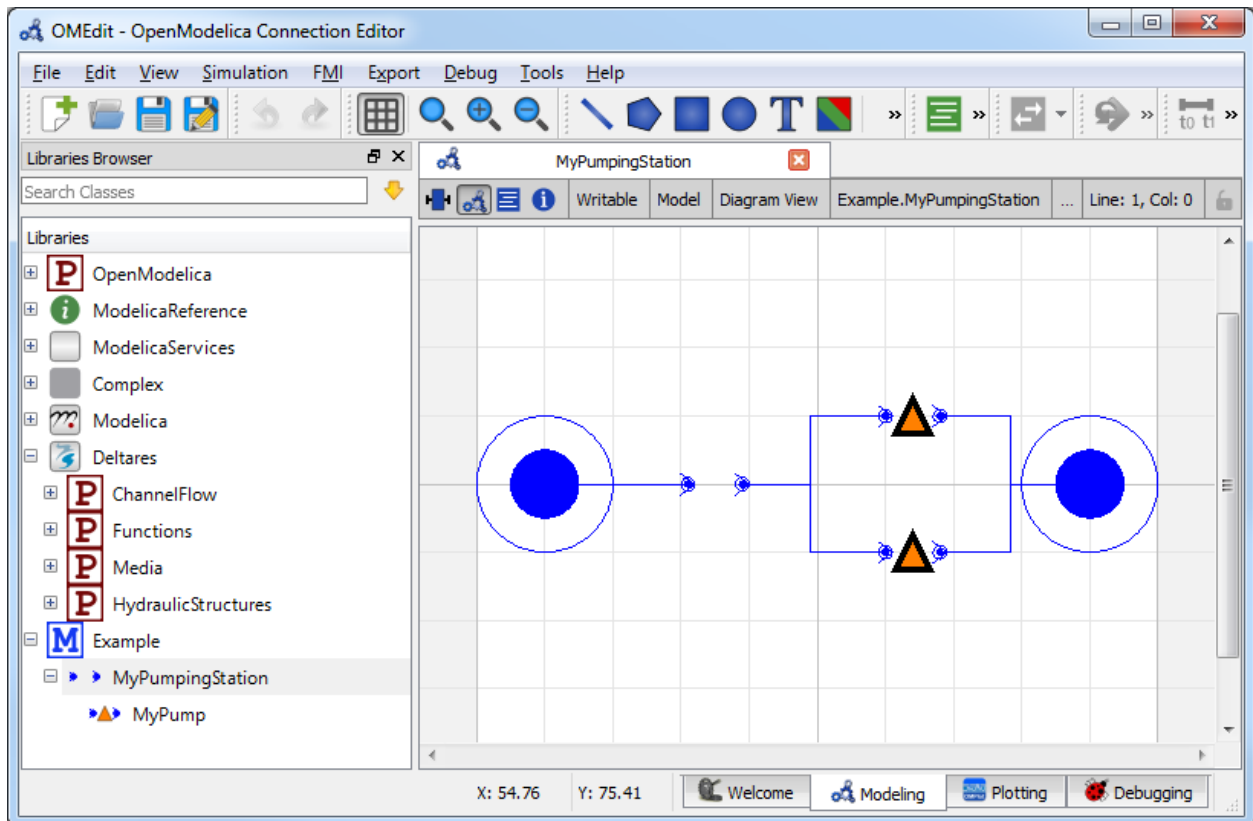 OMEdit - OpenModelica Connection Editor
File Edit View Simulation FMI Export Debug Tools Help
T » » » to t1 »
Libraries Browser
MyPumpingStation
Search Classes
Writable Model Diagram View Example.MyPumpingStation ... Line: 1, Col: 0
Libraries
P OpenModelica
i ModelicaReference
ModelicaServices
Complex
Modelica
Deltares
P ChannelFlow
P Functions
P Media
P HydraulicStructures
M Example
MyPumpingStation
MyPump
X: 54.76 Y: 75.41 Welcome Modeling Plotting Debugging